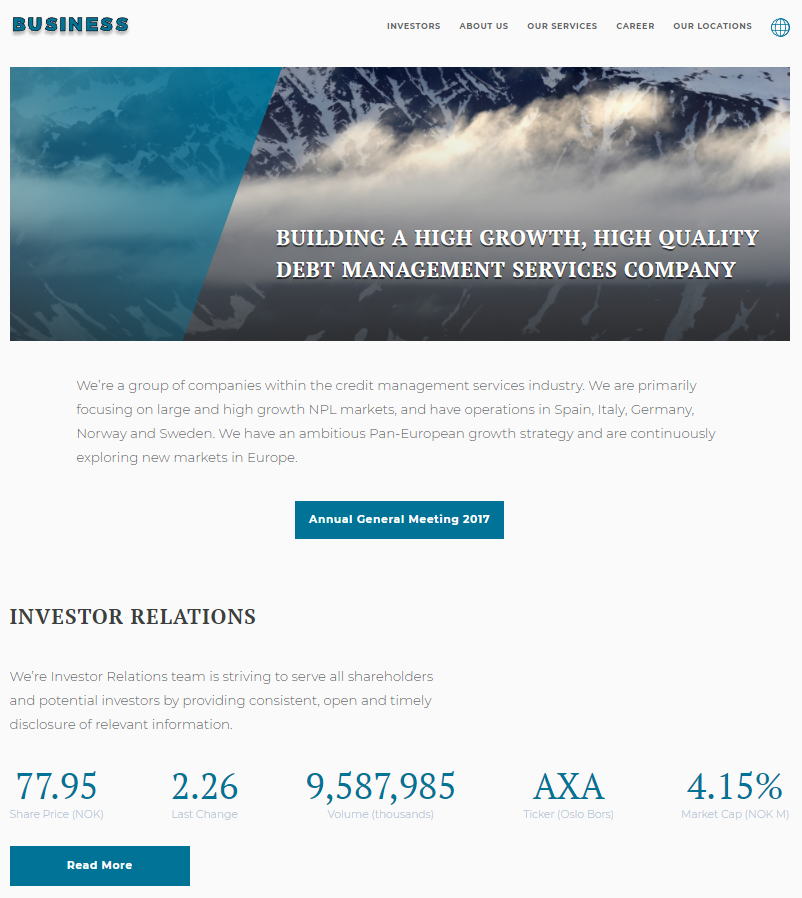 BUSINESS
INVESTORS ABOUT US OUR SERVICES CAREER OUR LOCATIONS
BUILDING A HIGH GROWTH, HIGH QUALITY
DEBT MANAGEMENT SERVICES COMPANY
We're a group of companies within the credit management services industry. We are primarily
focusing on large and high growth NPL markets, and have operations in Spain, Italy, Germany,
Norway and Sweden. We have an ambitious Pan-European growth strategy and are continuously
exploring new markets in Europe.
Annual General Meeting 2017
INVESTOR RELATIONS
We're Investor Relations team is striving to serve all shareholders
and potential investors by providing consistent, open and timely
disclosure of relevant information.
77.95 2.26 9,587,985 AXA 4.15%
Share Price (NOK) Last Change Volume (thousands) Ticker (Oslo Bors) Market Cap (NOK M)
Read More